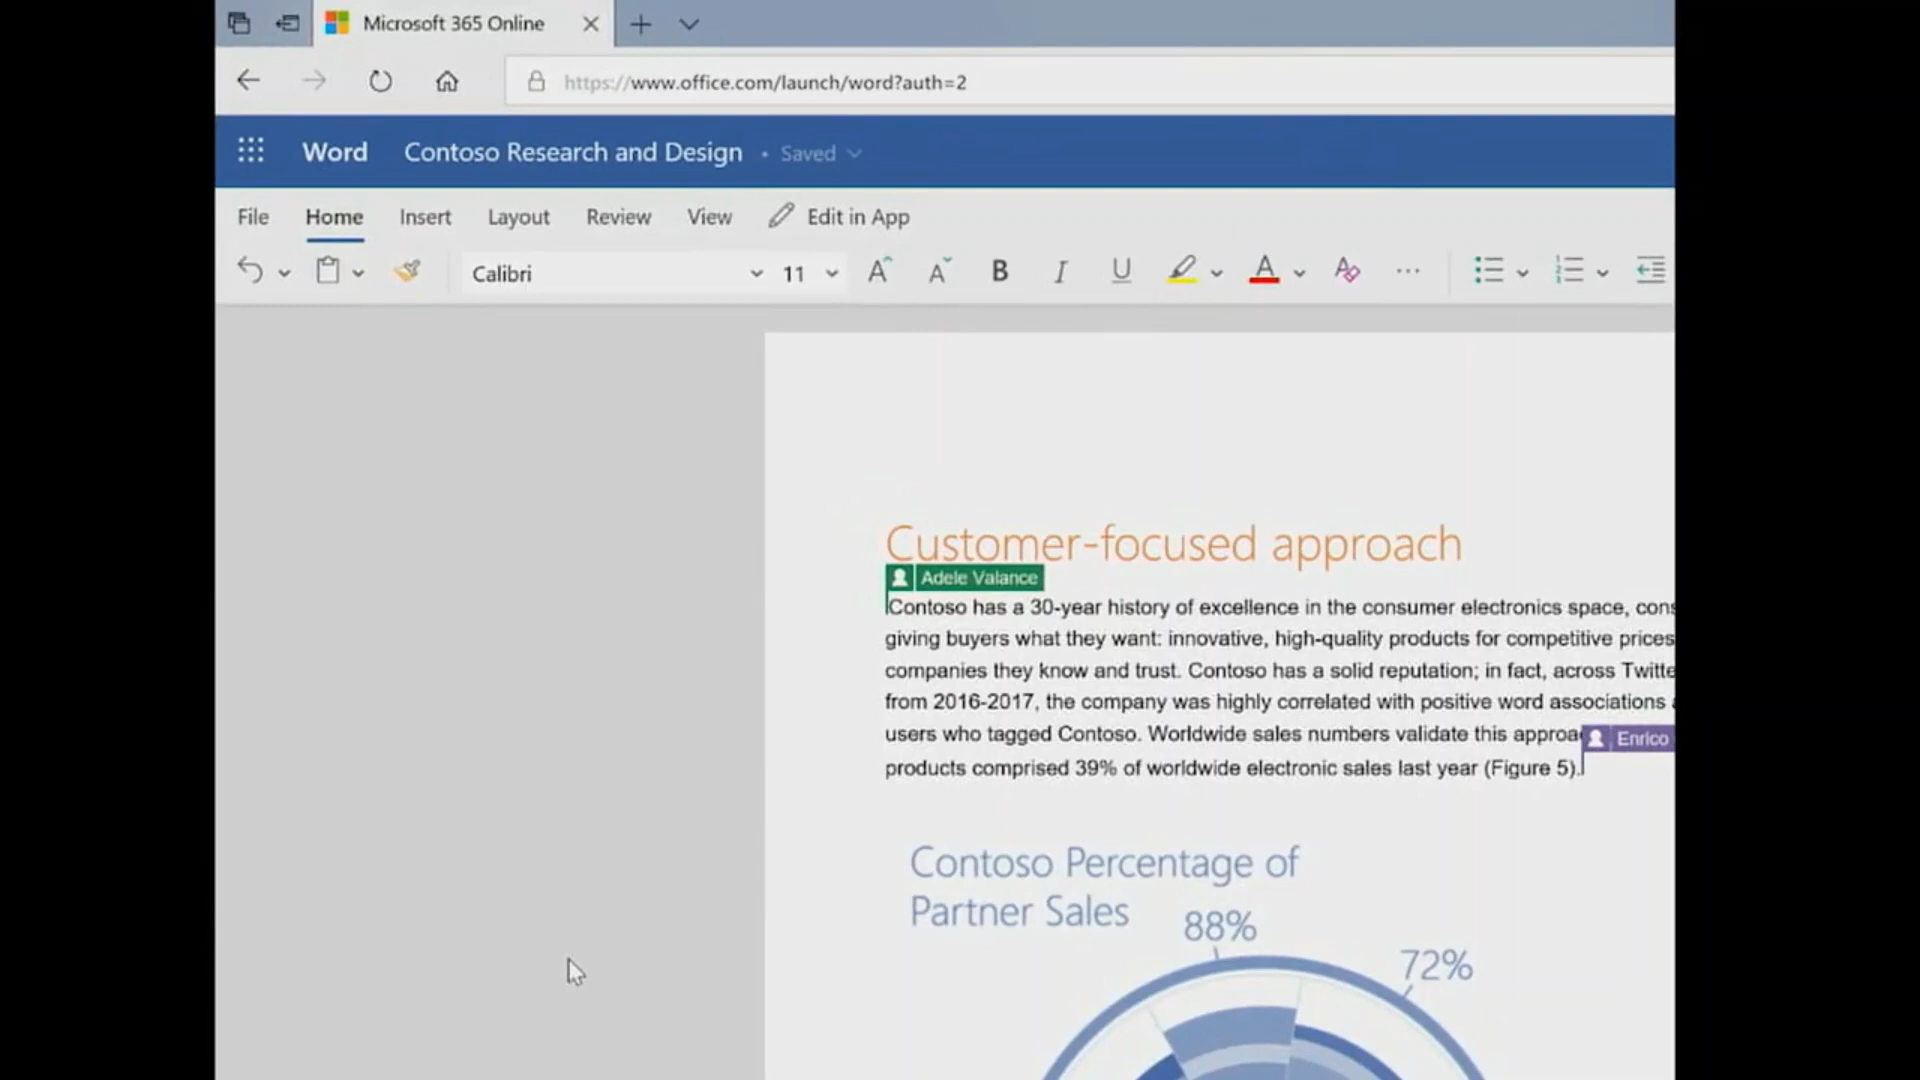 Microsoft 365 Online
https://www.office.com/launch/word?auth=2
Word Contoso Research and Design • Saved
File Home Insert Layout Review View Edit in App
Calibri 11 B I U
Customer-focused approach
Adele Valance
Contoso has a 30-year history of excellence in the consumer electronics space, cons
giving buyers what they want: innovative, high-quality products for competitive prices
companies they know and trust. Contoso has a solid reputation; in fact, across Twitte
from 2016-2017, the company was highly correlated with positive word associations
users who tagged Contoso. Worldwide sales numbers validate this approa
Enrico
products comprised 39% of worldwide electronic sales last year (Figure 5).
Contoso Percentage of
Partner Sales
88%
72%